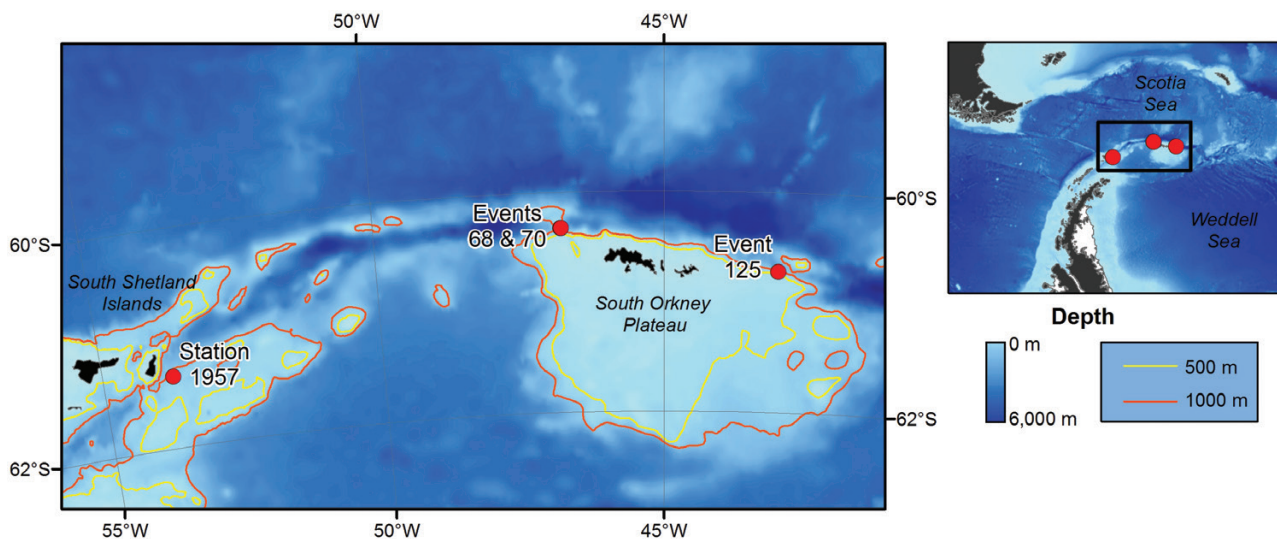 50°W
45°W
60°S
60°S
62°S
62°S
55°W
50°W
45°W
Events
68 & 70
Event
125
South Shetland
Islands
South Orkney
Plateau
Station
1957
Scotia
Sea
Weddell
Sea
Depth
0 m
6,000 m
500 m
1000 m